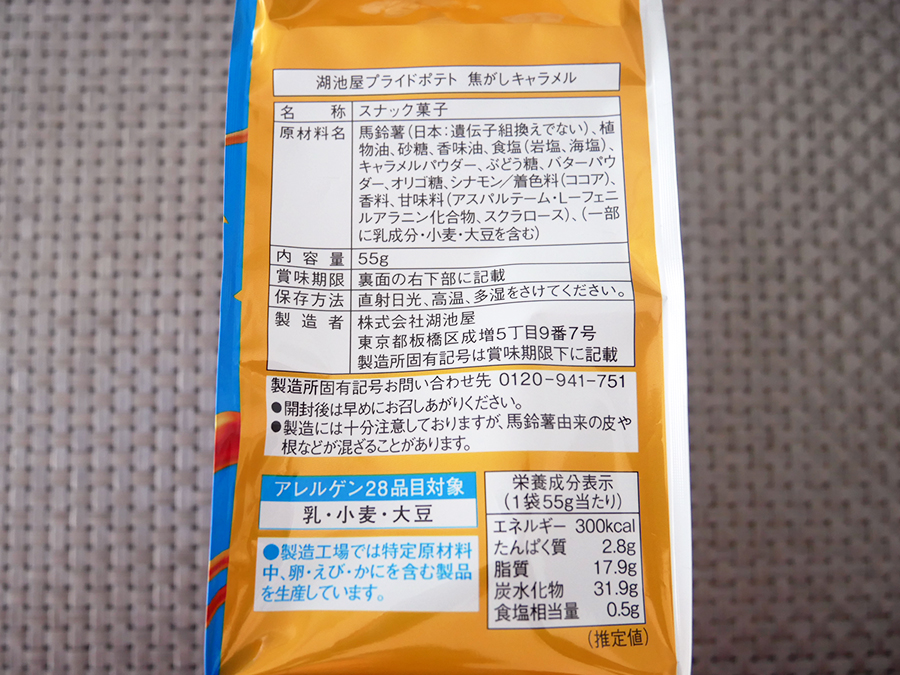 湖池屋プライドポテト 焦がしキャラメル
名称 スナック菓子
原材料名 馬鈴薯(日本:遺伝子組換えでない)、植
物油、砂糖、香味油、食塩(岩塩、海塩)、
キャラメルパウダー、ぶどう糖、バターパウ
ダー、オリゴ糖、シナモン/着色料(ココア)、
香料、甘味料(アスパルテーム・L-フェニ
ルアラニン化合物、スクラロース)、(一部
に乳成分・小麦・大豆を含む)
内容量 55g
賞味期限 裏面の右下部に記載
保存方法 直射日光、高温、多湿をさけてください。
製造者 株式会社湖池屋
東京都板橋区成増5丁目9番7号
製造所固有記号は賞味期限下に記載
製造所固有記号お問い合わせ先 0120-941-751
●開封後は早めにお召しあがりください。
●製造には十分注意しておりますが、馬鈴薯由来の皮や
根などが混ざることがあります。
アレルゲン28品目対象
乳・小麦・大豆
●製造工場では特定原材料
中、卵・えび・かにを含む製品
を生産しています。
栄養成分表示
(1袋55g当たり)
エネルギー 300kcal
たんぱく質 2.8g
脂質 17.9g
炭水化物 31.9g
食塩相当量 0.5g
(推定値)